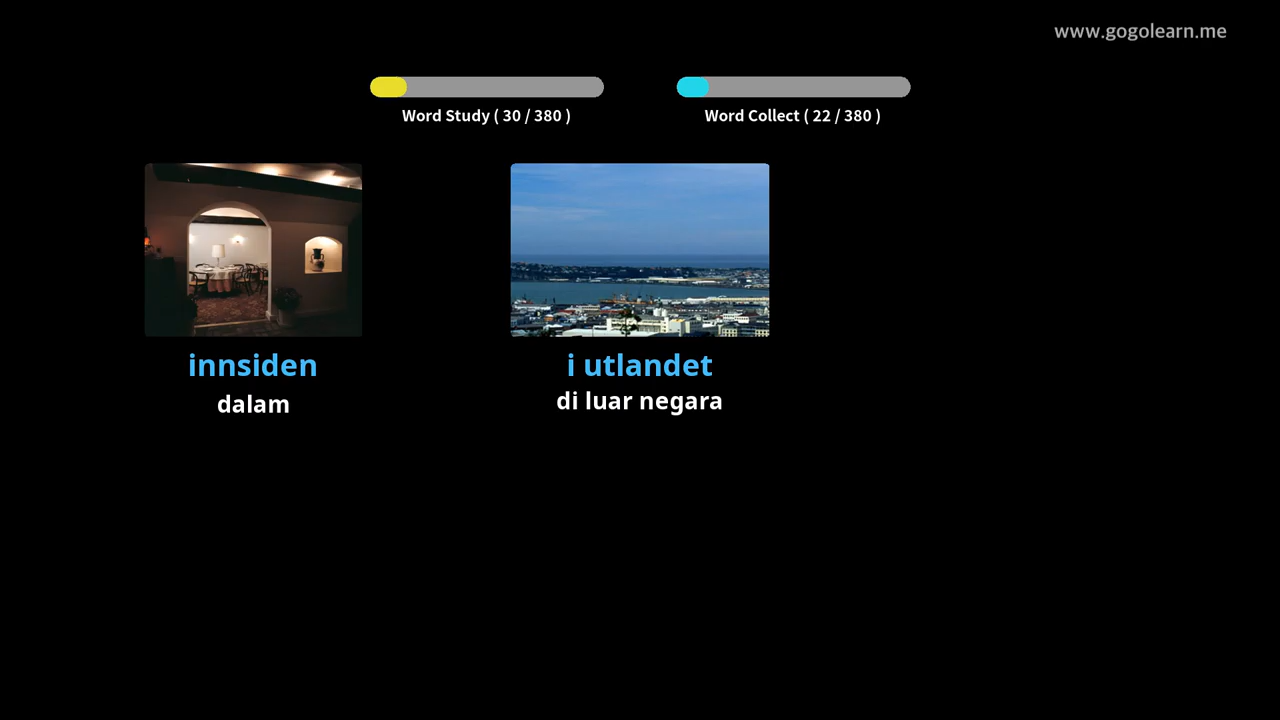 www.gogolearn.me
Word Study ( 30 / 380 )
Word Collect ( 22 / 380 )
innsiden
dalam
i utlandet
di luar negara